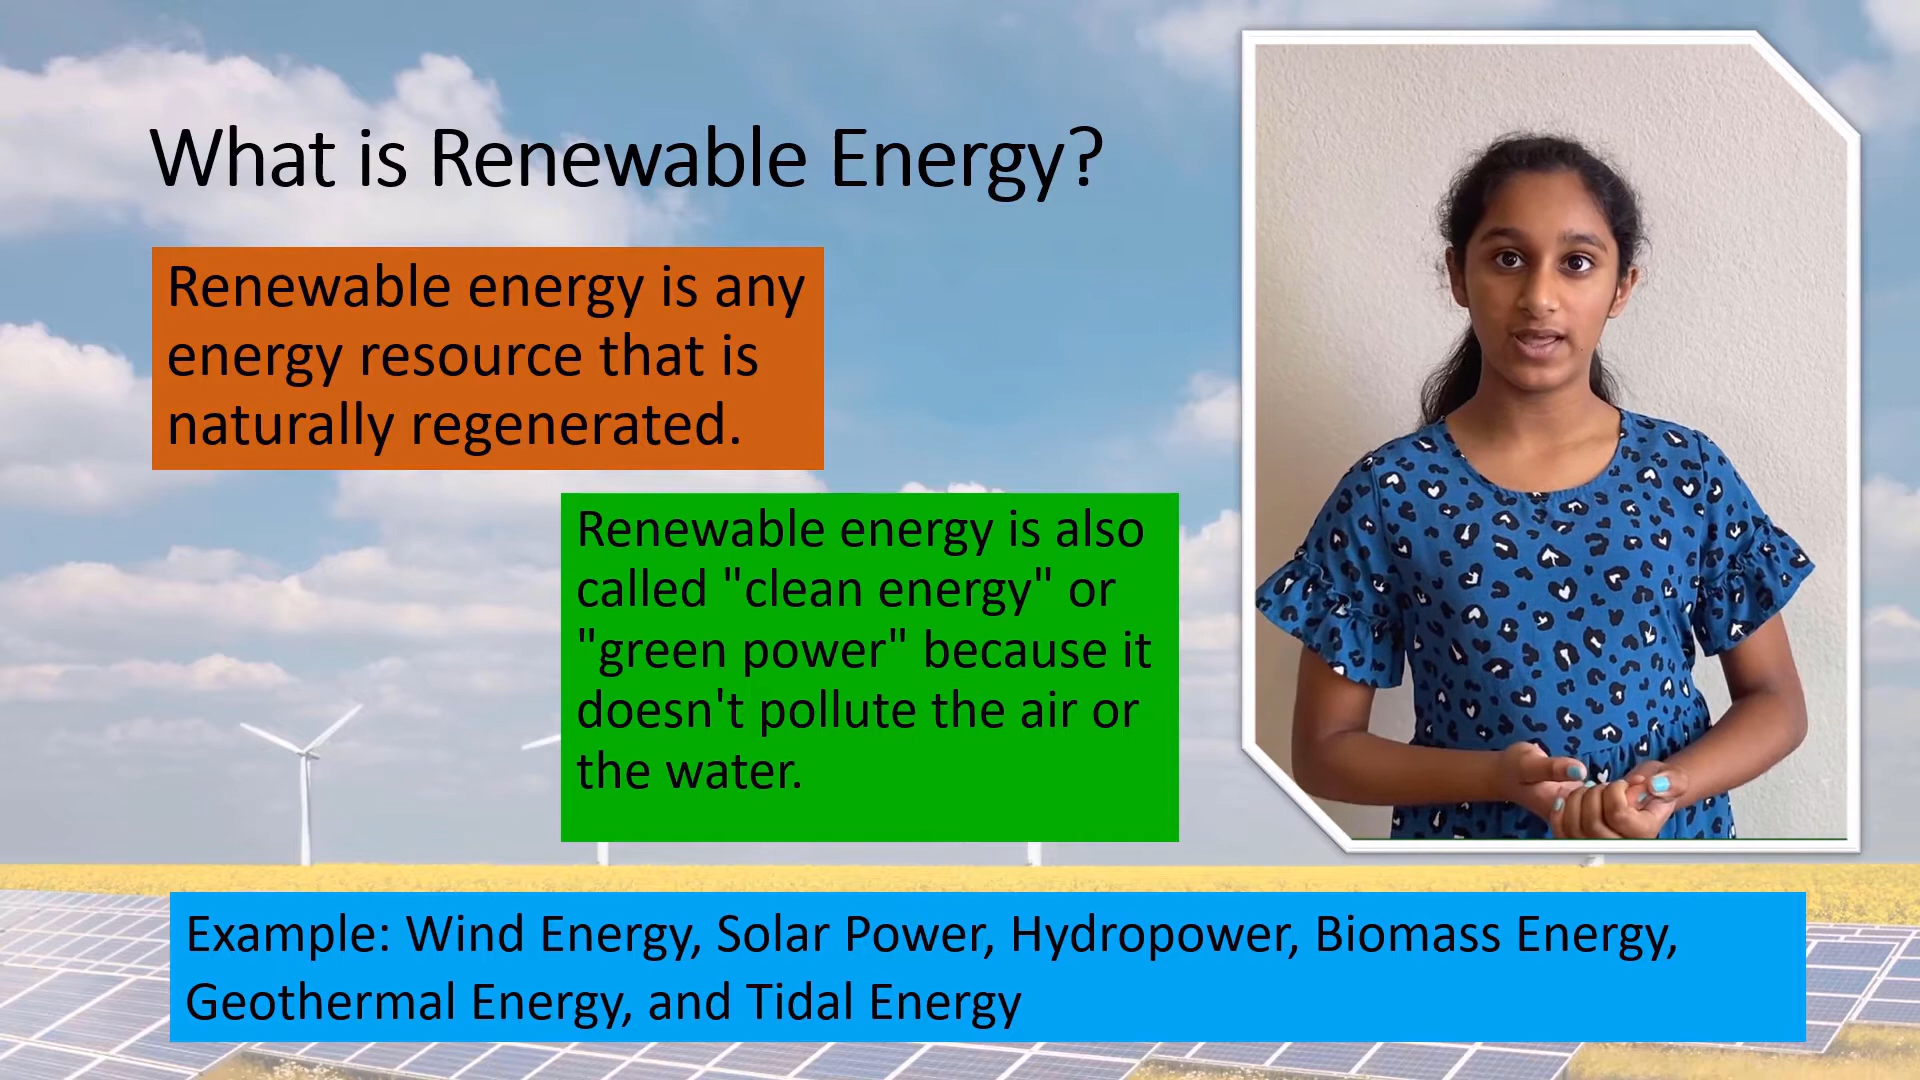 What is Renewable Energy?
Renewable energy is any
energy resource that is
naturally regenerated.
Renewable energy is also
called "clean energy" or
"green power" because it
doesn't pollute the air or
the water.
Example: Wind Energy, Solar Power, Hydropower, Biomass Energy,
Geothermal Energy, and Tidal Energy